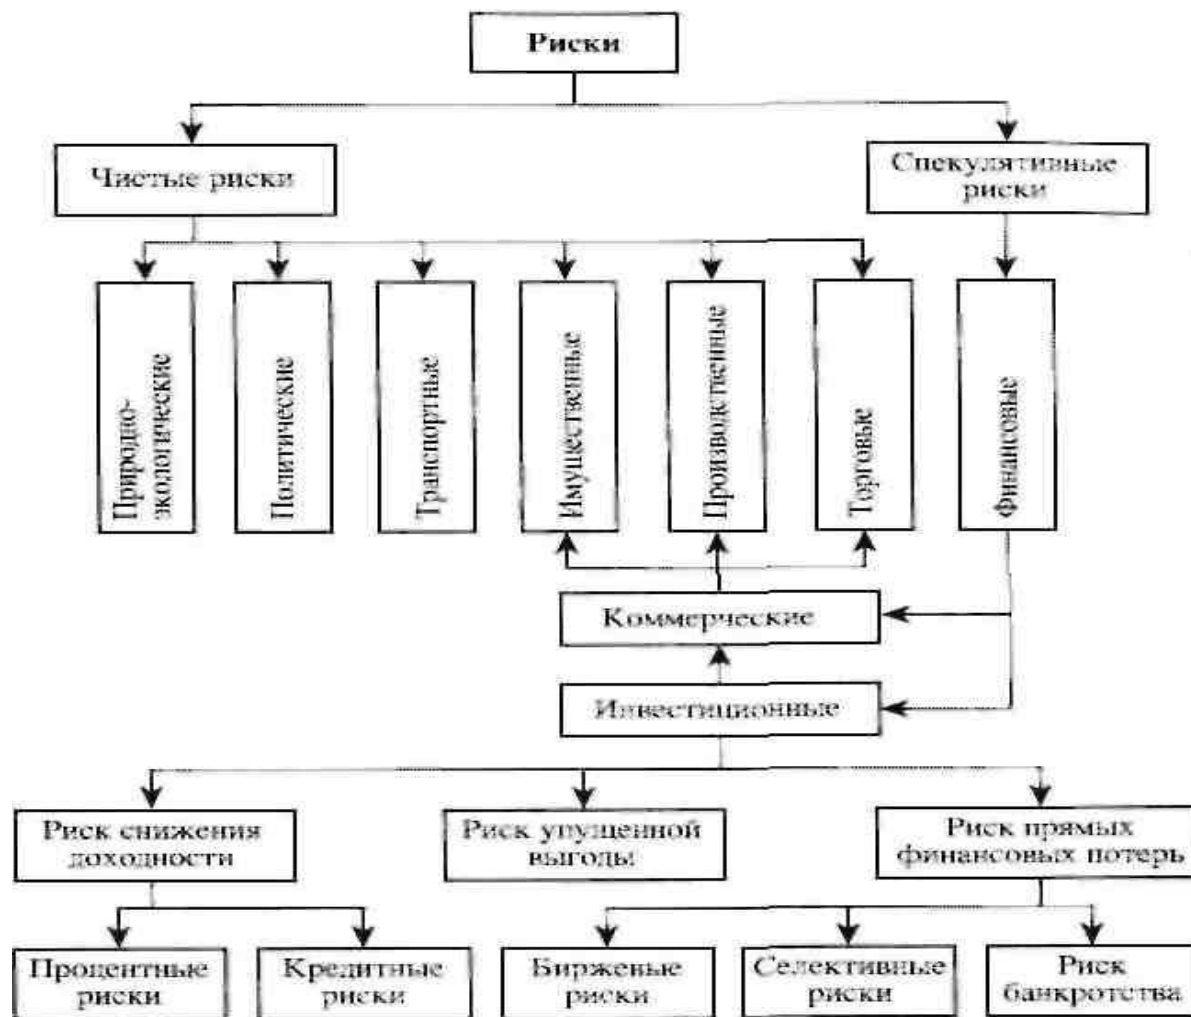 Риски
Чистые риски
Спекулятивные
риски
Природно-
экологические
Политические
Транспортные
Имущественные
Производственные
Торговые
Финансовые
Коммерческие
Инвестиционные
Риск снижения
доходности
Риск упущенной
выгоды
Риск прямых
финансовых потерь
Процентные
риски
Кредитные
риски
Биржевые
риски
Селективные
риски
Риск
банкротства